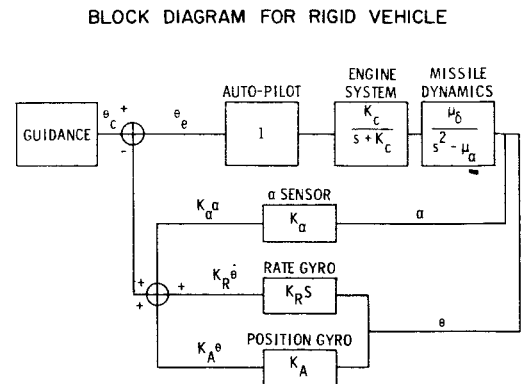 BLOCK DIAGRAM FOR RIGID VEHICLE
AUTO-PILOT
ENGINE SYSTEM
MISSILE DYNAMICS
GUIDANCE
θc +
-
θe
1
Kc
s + Kc
μδ
s² - μα
α SENSOR
Kαα
Kα
α
RATE GYRO
+ +
KRθ̇
KRS
+
θ
POSITION GYRO
KAθ
KA